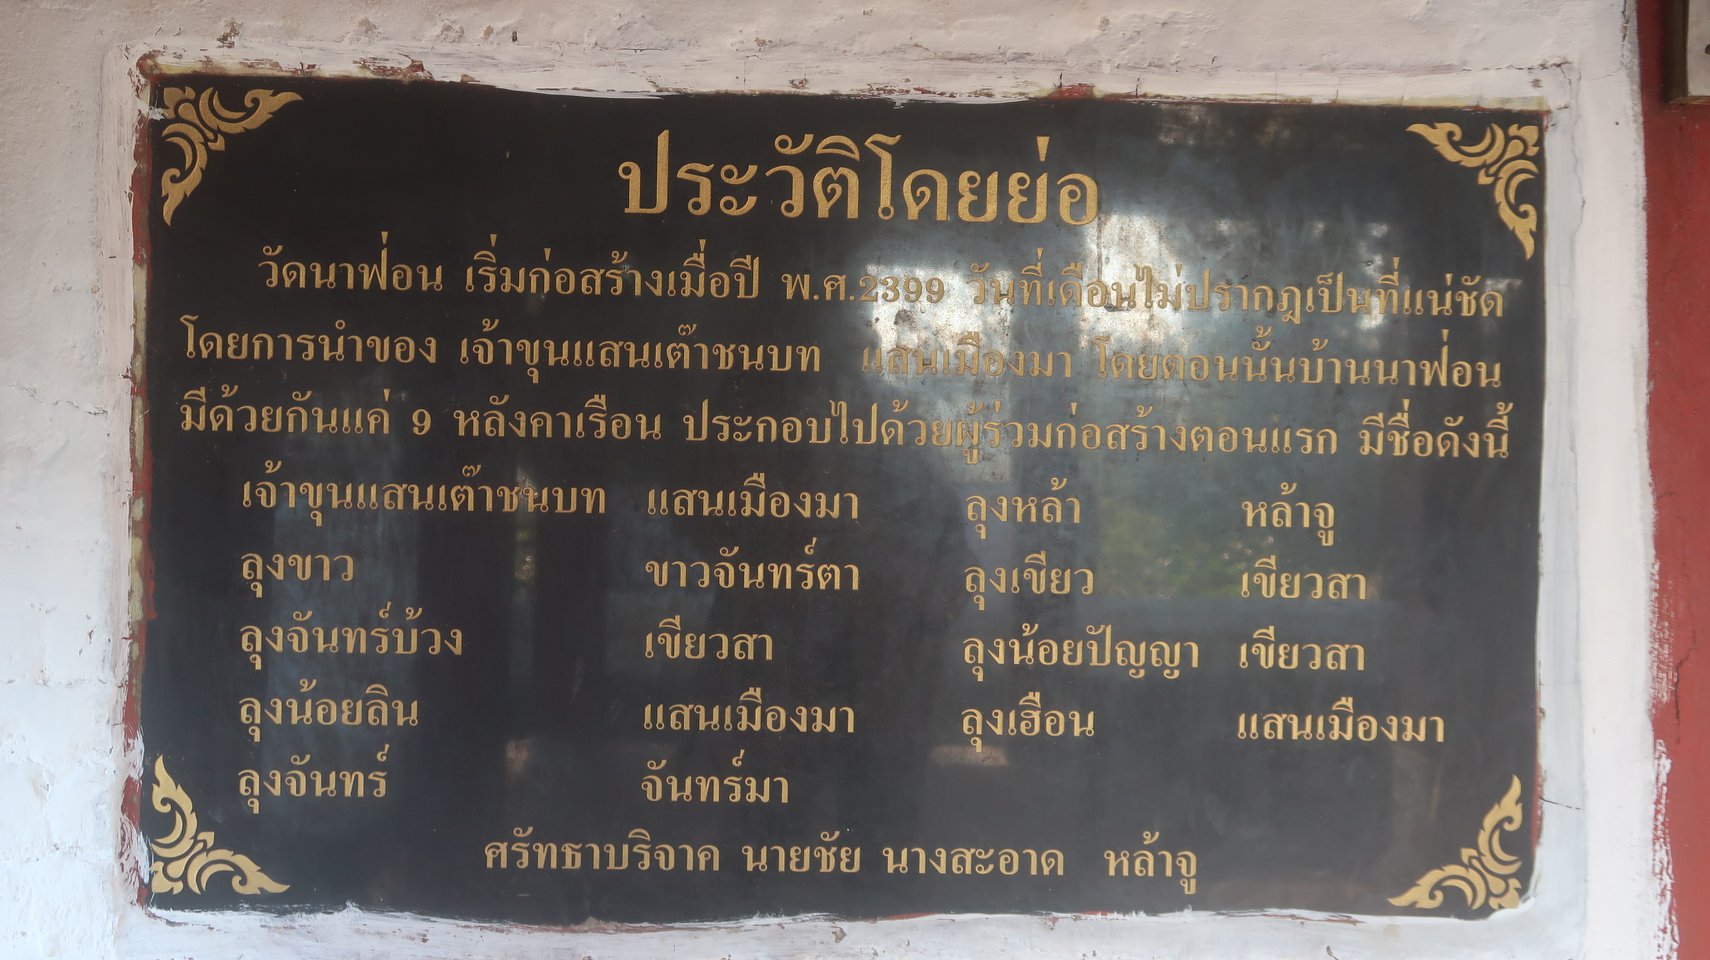 ประวัติโดยย่อ
วัดนาฟ่อน เริ่มก่อสร้างเมื่อปี พ.ศ.2399 วันที่เดือนไม่ปรากฎเป็นที่แน่ชัด
โดยการนำของ เจ้าขุนแสนเต๊าชนบท แสนเมืองมา โดยตอนนั้นบ้านนาฟ่อน
มีด้วยกันแค่ 9 หลังคาเรือน ประกอบไปด้วยผู้ร่วมก่อสร้างตอนแรก มีชื่อดังนี้
เจ้าขุนแสนเต๊าชนบท แสนเมืองมา ลุงหล้า หล้าจู
ลุงขาว ขาวจันทร์ตา ลุงเขียว เขียวสา
ลุงจันทร์บ้วง เขียวสา ลุงน้อยปัญญา เขียวสา
ลุงน้อยลิน แสนเมืองมา ลุงเฮือน แสนเมืองมา
ลุงจันทร์ จันทร์มา
ศรัทธาบริจาค นายชัย นางสะอาด หล้าจู